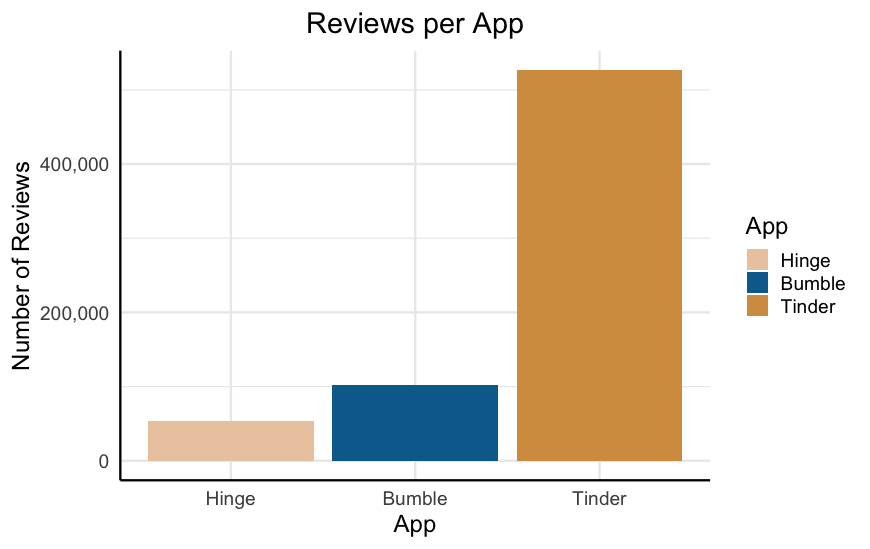 Reviews per App
Number of Reviews
400,000
200,000
0
Hinge
Bumble
Tinder
App
App
Hinge
Bumble
Tinder